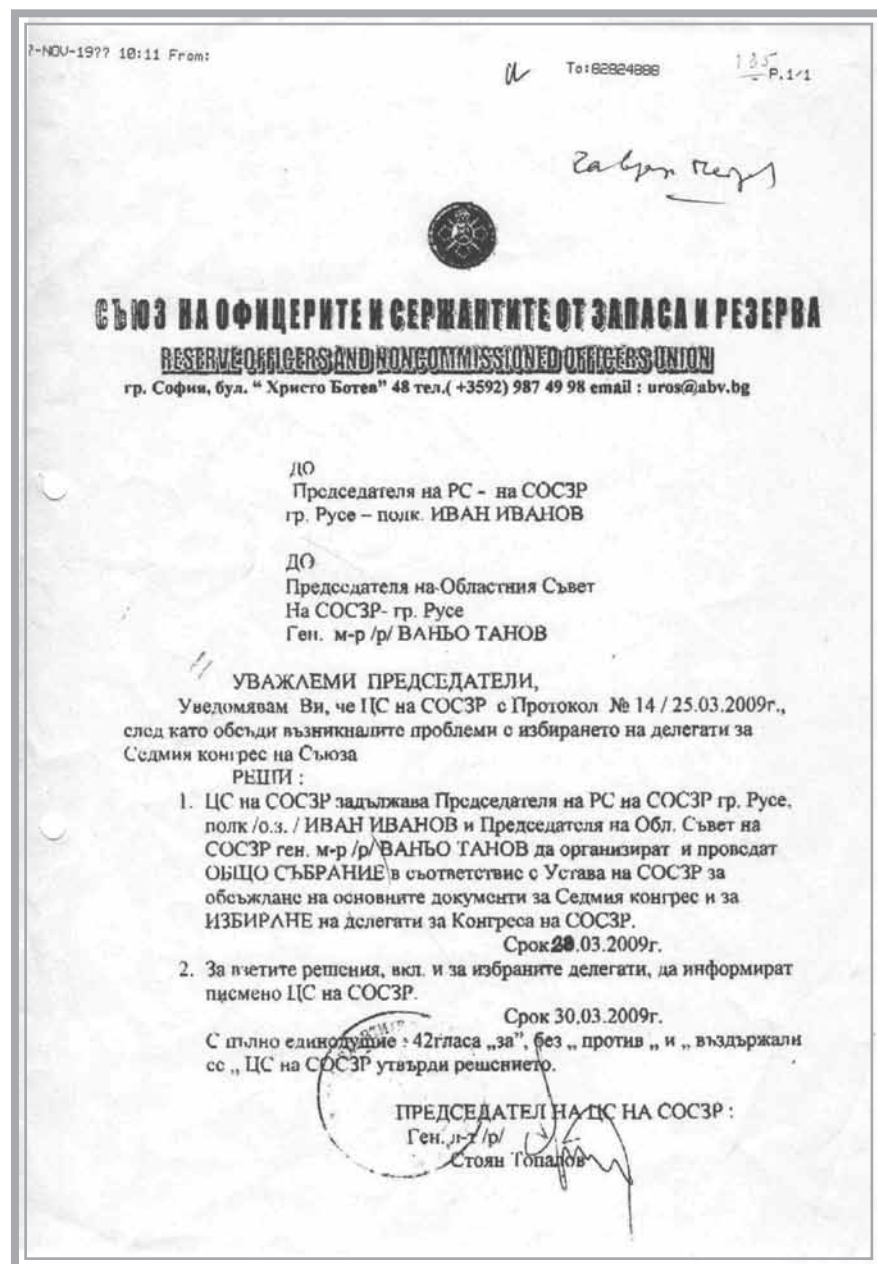 ?-NOV-19?? 10:11 From:
To:82824888
135
P.1/1
СЪЮЗ НА ОФИЦЕРИТЕ И СЕРЖАНТИТЕ ОТ ЗАПАСА И РЕЗЕРВА
RESERVE OFFICERS AND NONCOMMISSIONED OFFICERS UNION
гр. София, бул. “ Христо Ботев” 48 тел.( +3592) 987 49 98 email : uros@abv.bg
ДО
Председателя на РС - на СОСЗР
гр. Русе – полк. ИВАН ИВАНОВ
ДО
Председателя на Областния Съвет
На СОСЗР- гр. Русе
Ген. м-р /р/ ВАНЬО ТАНОВ
УВАЖАЕМИ ПРЕДСЕДАТЕЛИ,
Уведомявам Ви, че ЦС на СОСЗР с Протокол № 14 / 25.03.2009г.,
след като обсъди възникналите проблеми с избирането на делегати за
Седмия конгрес на Съюза
РЕШИ :
1. ЦС на СОСЗР задължава Председателя на РС на СОСЗР гр. Русе,
полк /о.з. / ИВАН ИВАНОВ и Председателя на Обл. Съвет на
СОСЗР ген. м-р /р/ ВАНЬО ТАНОВ да организират и проведат
ОБЩО СЪБРАНИЕ в съответствие с Устава на СОСЗР за
обсъждане на основните документи за Седмия конгрес и за
ИЗБИРАНЕ на делегати за Конгреса на СОСЗР.
Срок 28.03.2009г.
2. За взетите решения, вкл. и за избраните делегати, да информират
писмено ЦС на СОСЗР.
Срок 30.03.2009г.
С пълно единодушие : 42гласа „за”, без „ против „ и „ въздържали
се „ ЦС на СОСЗР утвърди решението.
ПРЕДСЕДАТЕЛ НА ЦС НА СОСЗР :
Ген. л-т /р/
Стоян Топалов